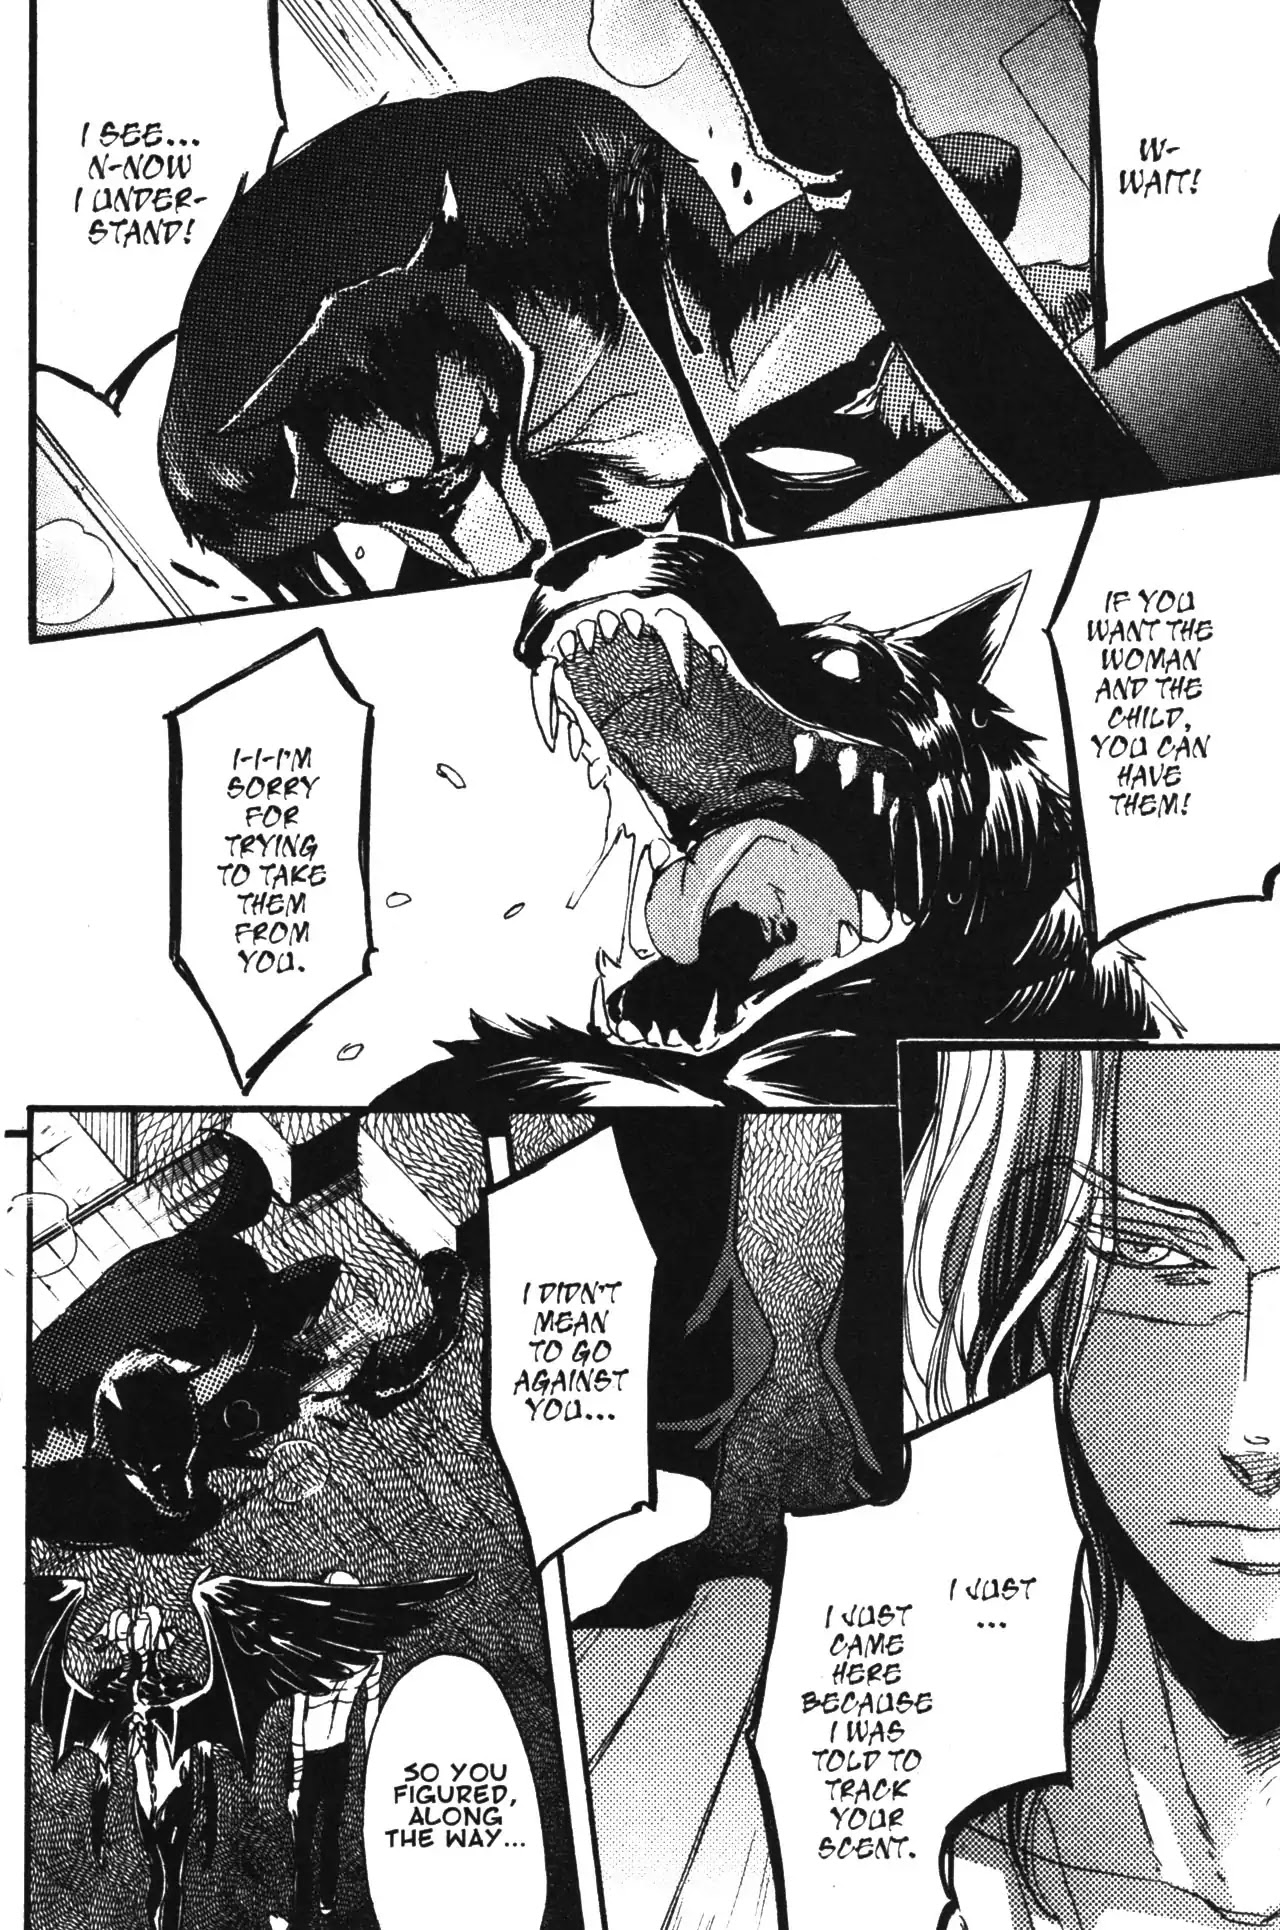 W-
WAIT!
I SEE...
N-NOW
I UNDER-
STAND!
IF YOU
WANT THE
WOMAN
AND THE
CHILD,
YOU CAN
HAVE
THEM!
I-I-I'M
SORRY
FOR
TRYING
TO TAKE
THEM
FROM
YOU.
I JUST
...
I JUST
CAME
HERE
BECAUSE
I WAS
TOLD TO
TRACK
YOUR
SCENT.
I DIDN'T
MEAN
TO GO
AGAINST
YOU...
SO YOU
FIGURED,
ALONG
THE WAY...